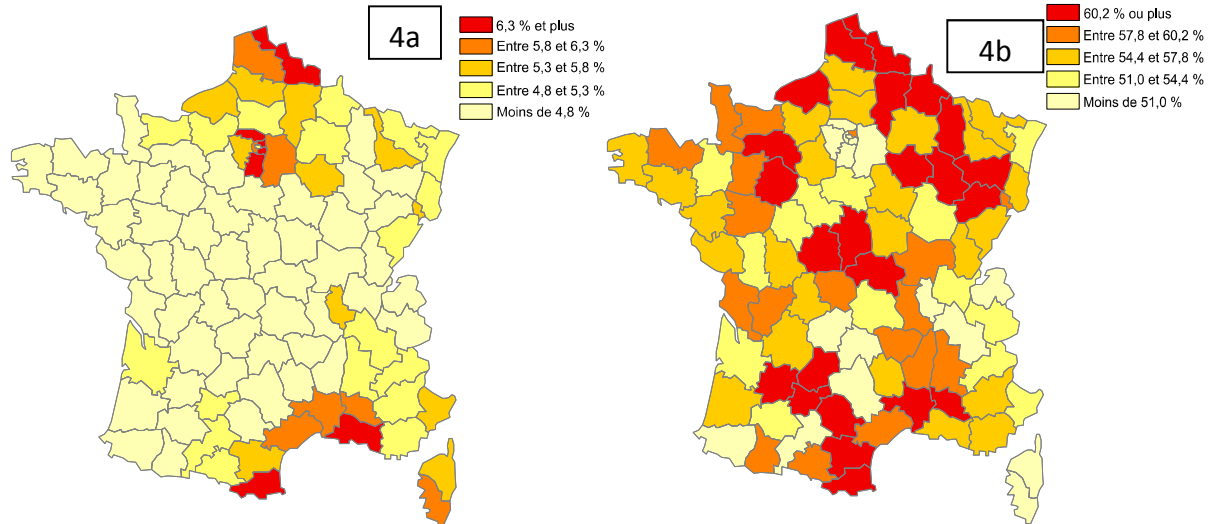 4a
6,3 % et plus
Entre 5,8 et 6,3 %
Entre 5,3 et 5,8 %
Entre 4,8 et 5,3 %
Moins de 4,8 %
4b
60,2 % ou plus
Entre 57,8 et 60,2 %
Entre 54,4 et 57,8 %
Entre 51,0 et 54,4 %
Moins de 51,0 %